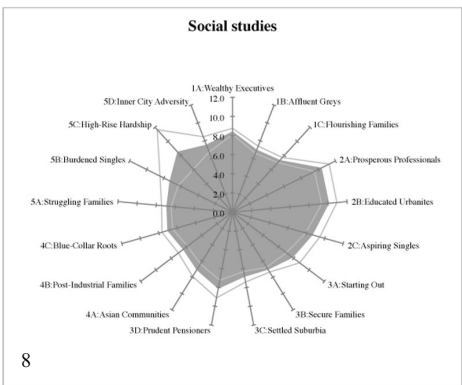 Social studies
1A:Wealthy Executives
12.0
5D:Inner City Adversity
1B:Affluent Greys
10.0
5C:High-Rise Hardship
1C:Flourishing Families
8.0
6.0
5B:Burdened Singles
2A:Prosperous Professionals
4.0
2.0
5A:Struggling Families
2B:Educated Urbanites
0.0
4C:Blue-Collar Roots
2C:Aspiring Singles
4B:Post-Industrial Families
3A:Starting Out
4A:Asian Communities
3B:Secure Families
3D:Prudent Pensioners
3C:Settled Suburbia
8